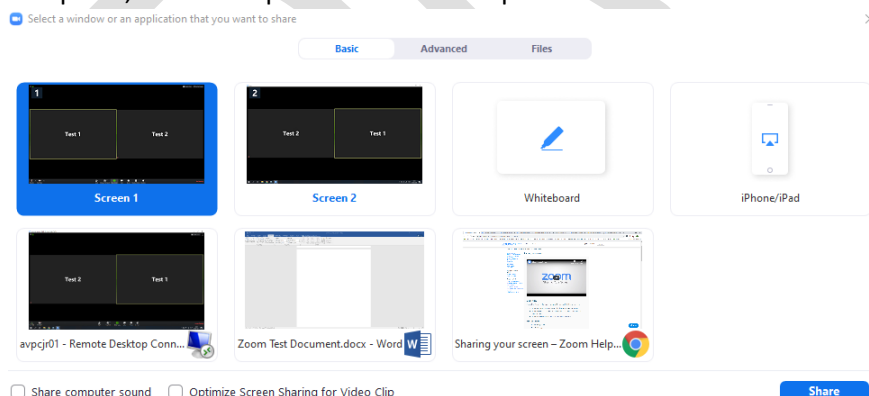 Select a window or an application that you want to share
Basic Advanced Files
1
2
Test 1 Test 2
Test 2 Test 1
Screen 1 Screen 2 Whiteboard iPhone/iPad
Test 2 Test 1
zoom
avpcjr01 - Remote Desktop Conn... Zoom Test Document.docx - Word W Sharing your screen – Zoom Help...
Share computer sound Optimize Screen Sharing for Video Clip Share